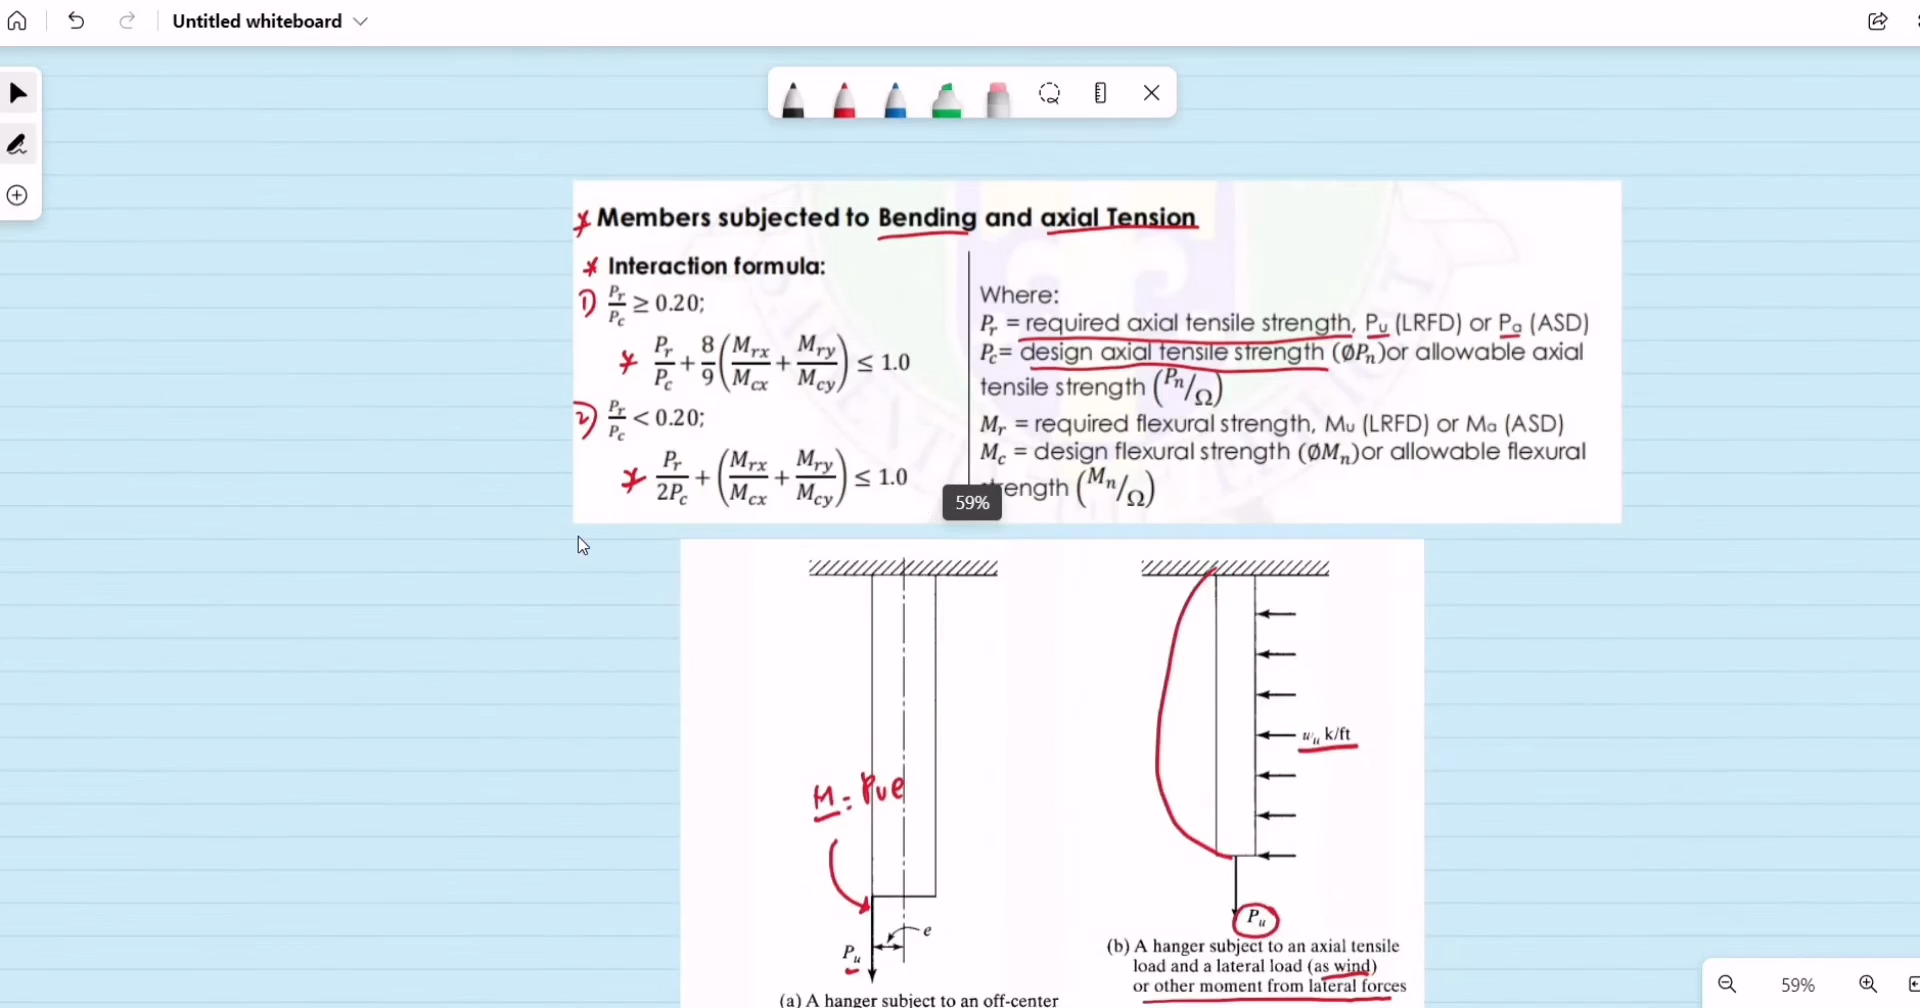 Untitled whiteboard
Members subjected to Bending and axial Tension
Interaction formula:
1) Pr/Pc ≥ 0.20;
Pr/Pc + 8/9 (Mrx/Mcx + Mry/Mcy) ≤ 1.0
2) Pr/Pc < 0.20;
Pr/2Pc + (Mrx/Mcx + Mry/Mcy) ≤ 1.0
Where:
Pr = required axial tensile strength, Pu (LRFD) or Pa (ASD)
Pc= design axial tensile strength (ØPn)or allowable axial
tensile strength (Pn/Ω)
Mr = required flexural strength, Mu (LRFD) or Ma (ASD)
Mc = design flexural strength (ØMn)or allowable flexural
rength (Mn/Ω)
59%
M = Pue
e
Pu
(a) A hanger subject to an off-center
wu k/ft
Pu
(b) A hanger subject to an axial tensile
load and a lateral load (as wind)
or other moment from lateral forces
59%